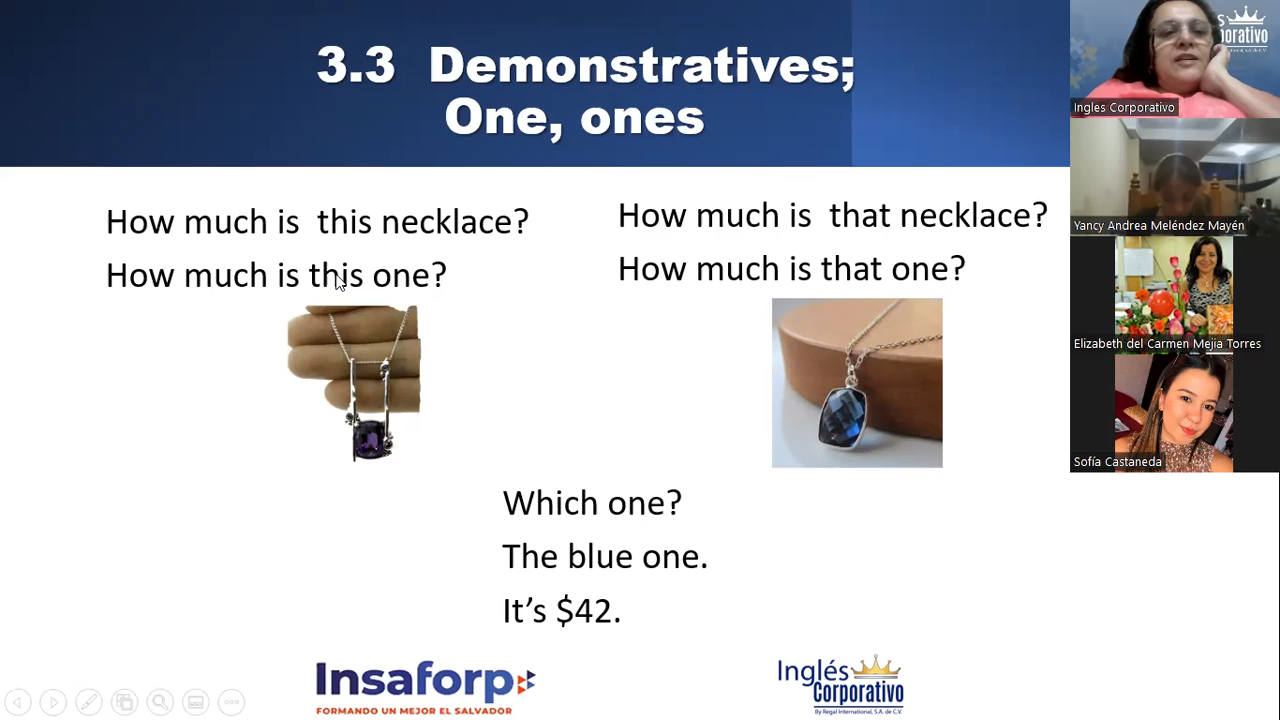 3.3 Demonstratives;
One, ones
How much is this necklace?
How much is this one?
How much is that necklace?
How much is that one?
Which one?
The blue one.
It's $42.
Insaforp
FORMANDO UN MEJOR EL SALVADOR
Inglés
Corporativo
By Regal International, S.A. de C.V.
Ingles Corporativo
Yancy Andrea Meléndez Mayén
Elizabeth del Carmen Mejía Torres
Sofía Castaneda